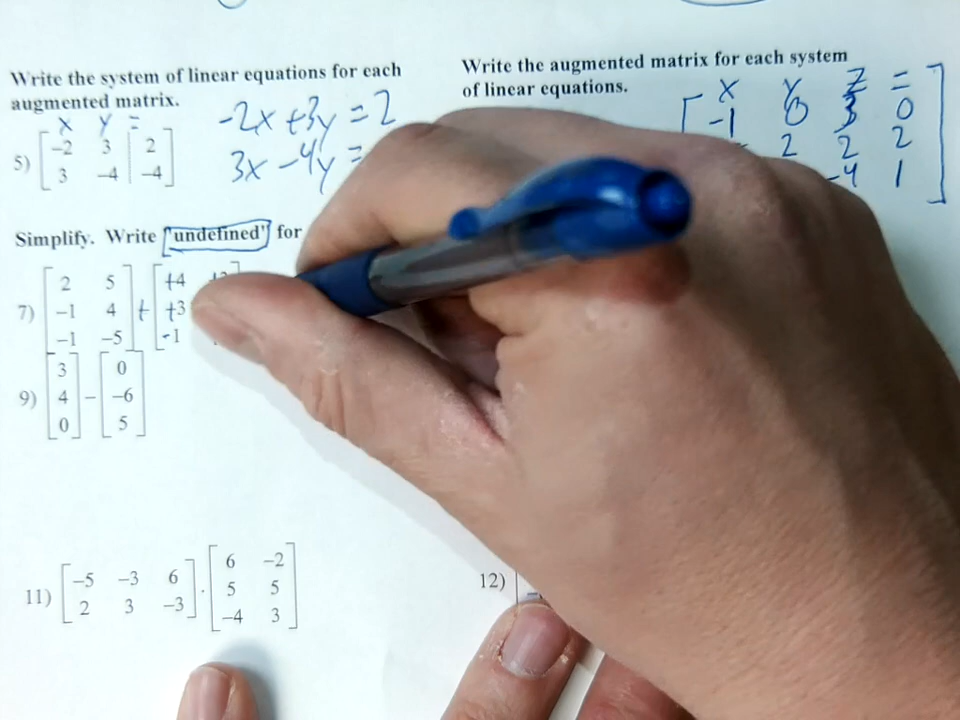 Write the system of linear equations for each
augmented matrix.
x y =
5) [ -2 3 | 2 ]
[ 3 -4 | -4 ]
-2x + 3y = 2
3x - 4y =
Write the augmented matrix for each system
of linear equations.
x y z =
-1 3 0
2 2 2
-4 1
Simplify. Write "undefined" for
7) [ 2 5 ] + [ +4
[ -1 4 ] [ +3
[ -1 -5 ] [ -1
9) [ 3 ] - [ 0 ]
[ 4 ] [ -6 ]
[ 0 ] [ 5 ]
11) [ -5 -3 6 ] · [ 6 -2 ]
[ 2 3 -3 ] [ 5 5 ]
[ -4 3 ]
12)